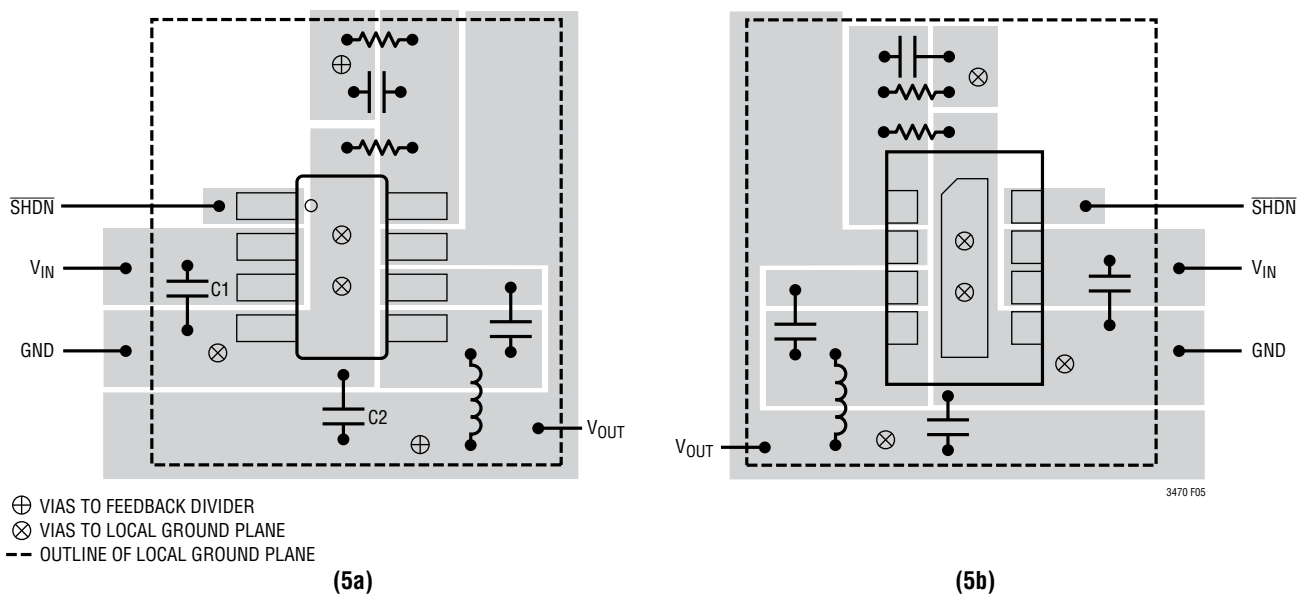 SHDN
VIN
GND
C1
C2
VOUT
SHDN
VIN
GND
VOUT
3470 F05
VIAS TO FEEDBACK DIVIDER
VIAS TO LOCAL GROUND PLANE
OUTLINE OF LOCAL GROUND PLANE
(5a)
(5b)